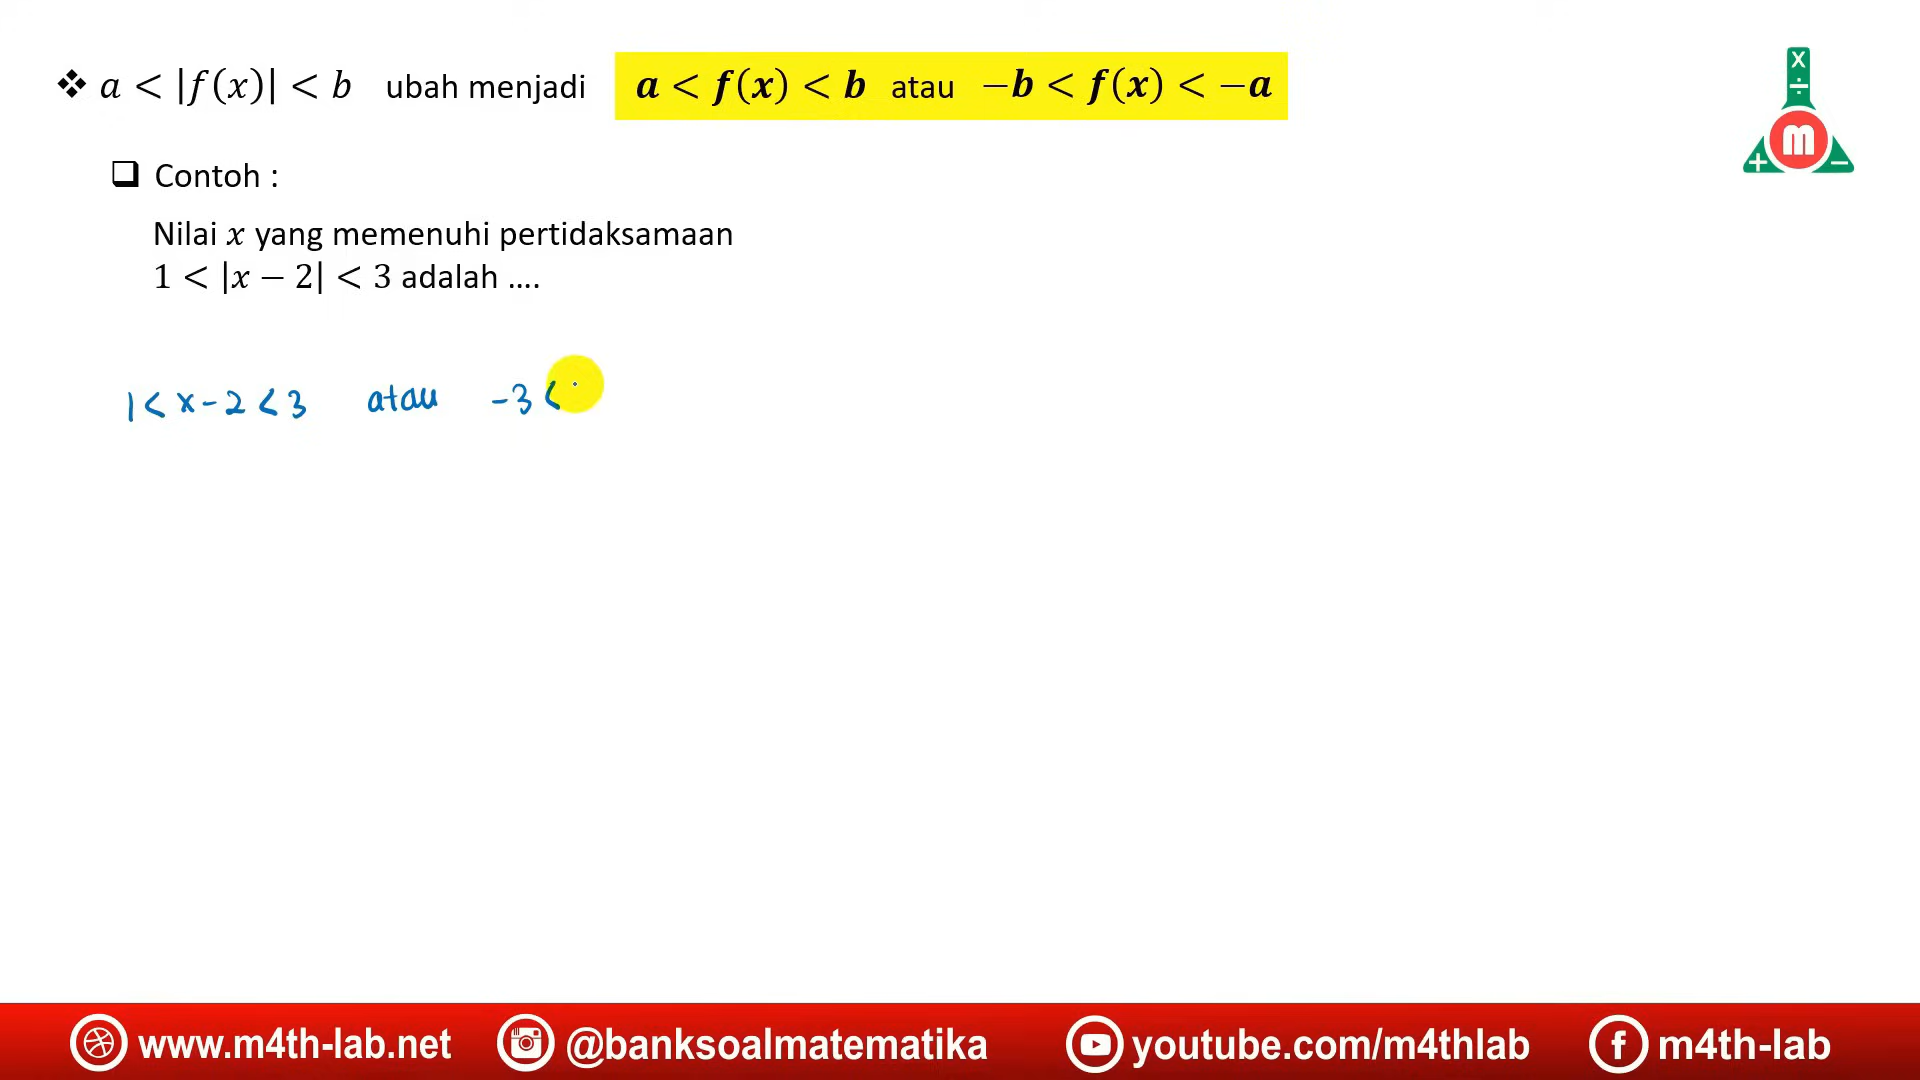 ❖ a < |f(x)| < b ubah menjadi a < f(x) < b atau −b < f(x) < −a
❑ Contoh :
Nilai x yang memenuhi pertidaksamaan
1 < |x − 2| < 3 adalah ....
1 < x - 2 < 3 atau -3 <
X
÷
m
+ −
www.m4th-lab.net @banksoalmatematika youtube.com/m4thlab m4th-lab